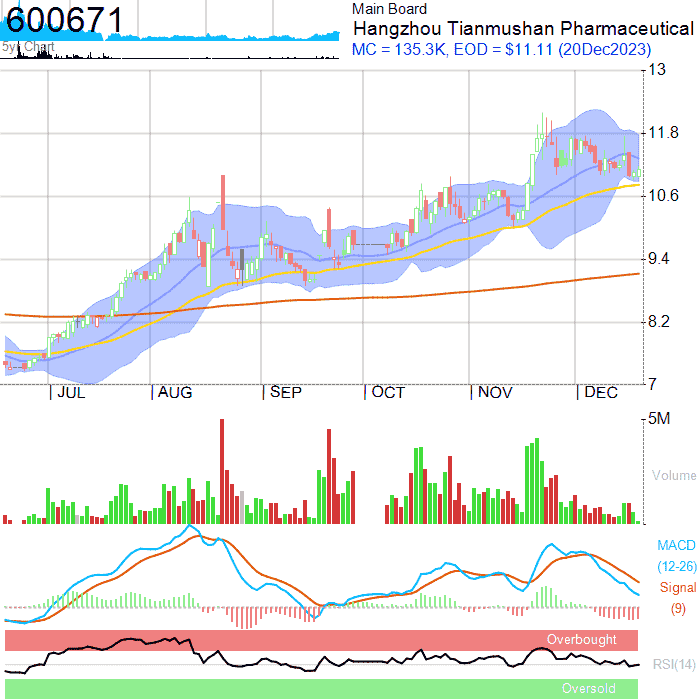 600671
5yr Chart
Main Board
Hangzhou Tianmushan Pharmaceutical
MC = 135.3K, EOD = $11.11 (20Dec2023)
13
11.8
10.6
9.4
8.2
7
JUL AUG SEP OCT NOV DEC
5M
Volume
MACD
(12-26)
Signal
(9)
Overbought
RSI(14)
Oversold